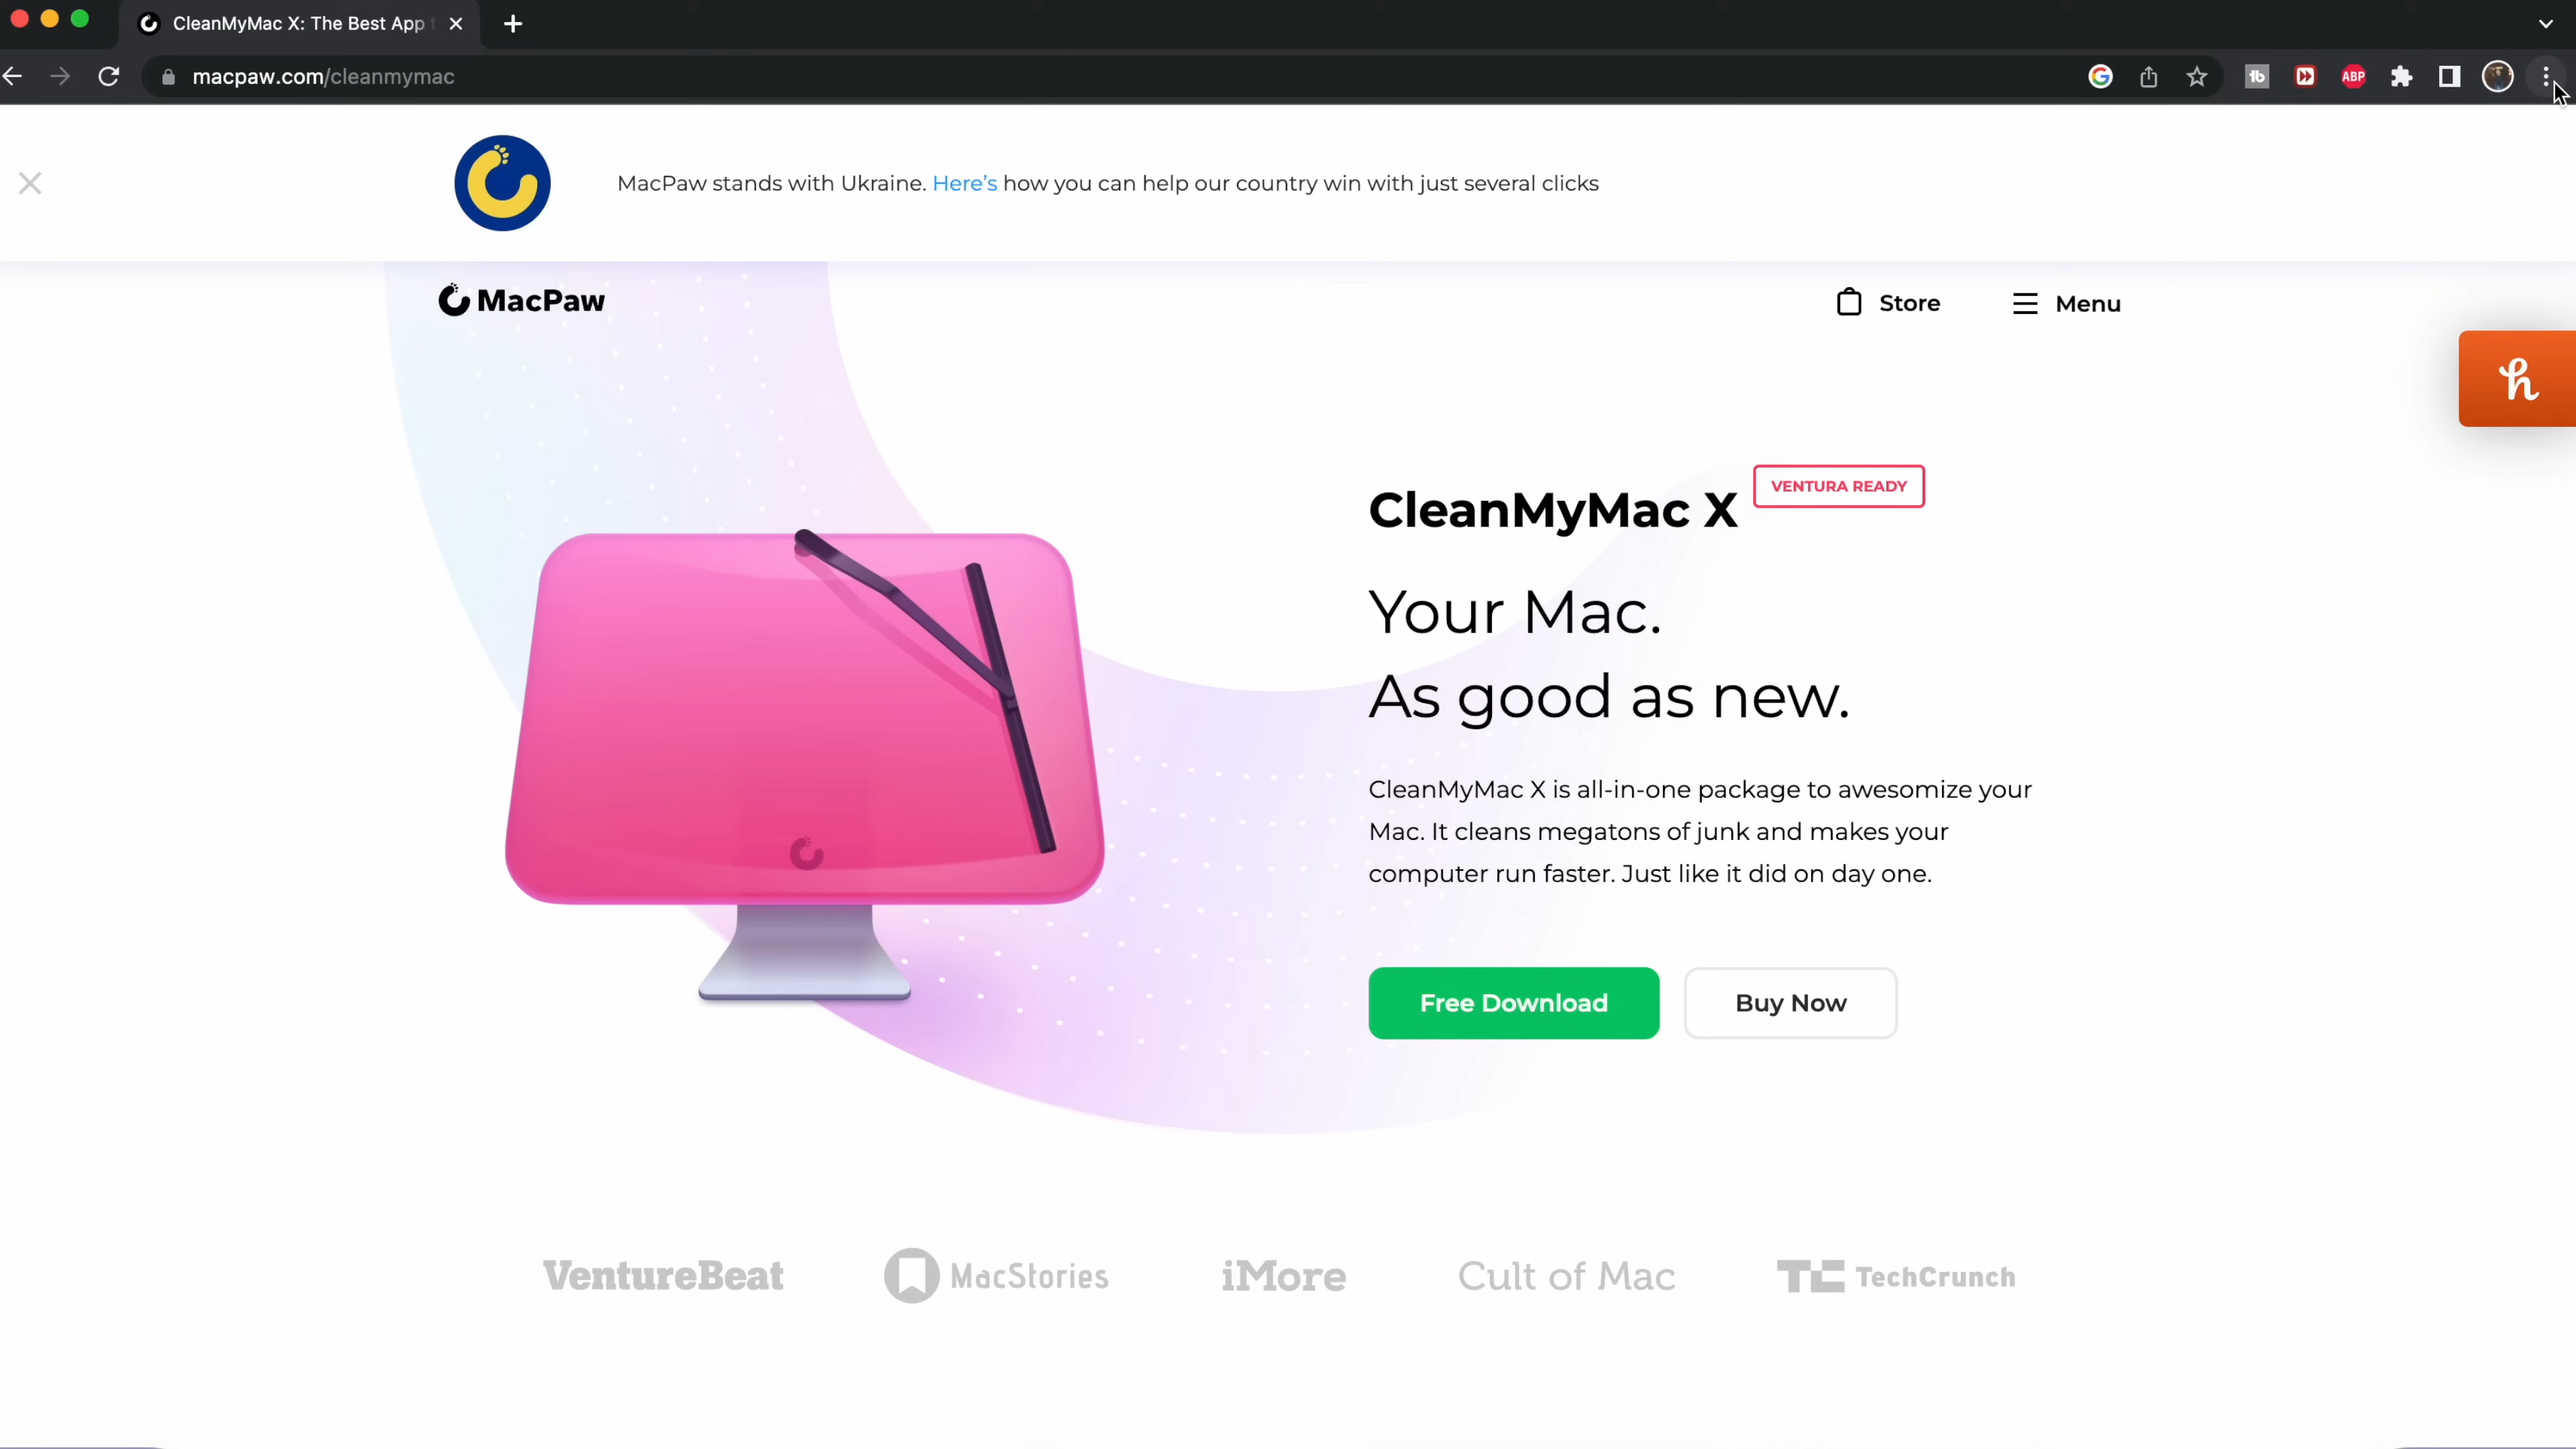 CleanMyMac X: The Best App t
macpaw.com/cleanmymac
G
tb
ABP
MacPaw stands with Ukraine. Here's how you can help our country win with just several clicks
MacPaw
Store
Menu
h
CleanMyMac X
VENTURA READY
Your Mac.
As good as new.
CleanMyMac X is all-in-one package to awesomize your
Mac. It cleans megatons of junk and makes your
computer run faster. Just like it did on day one.
Free Download
Buy Now
VentureBeat
MacStories
iMore
Cult of Mac
TC TechCrunch